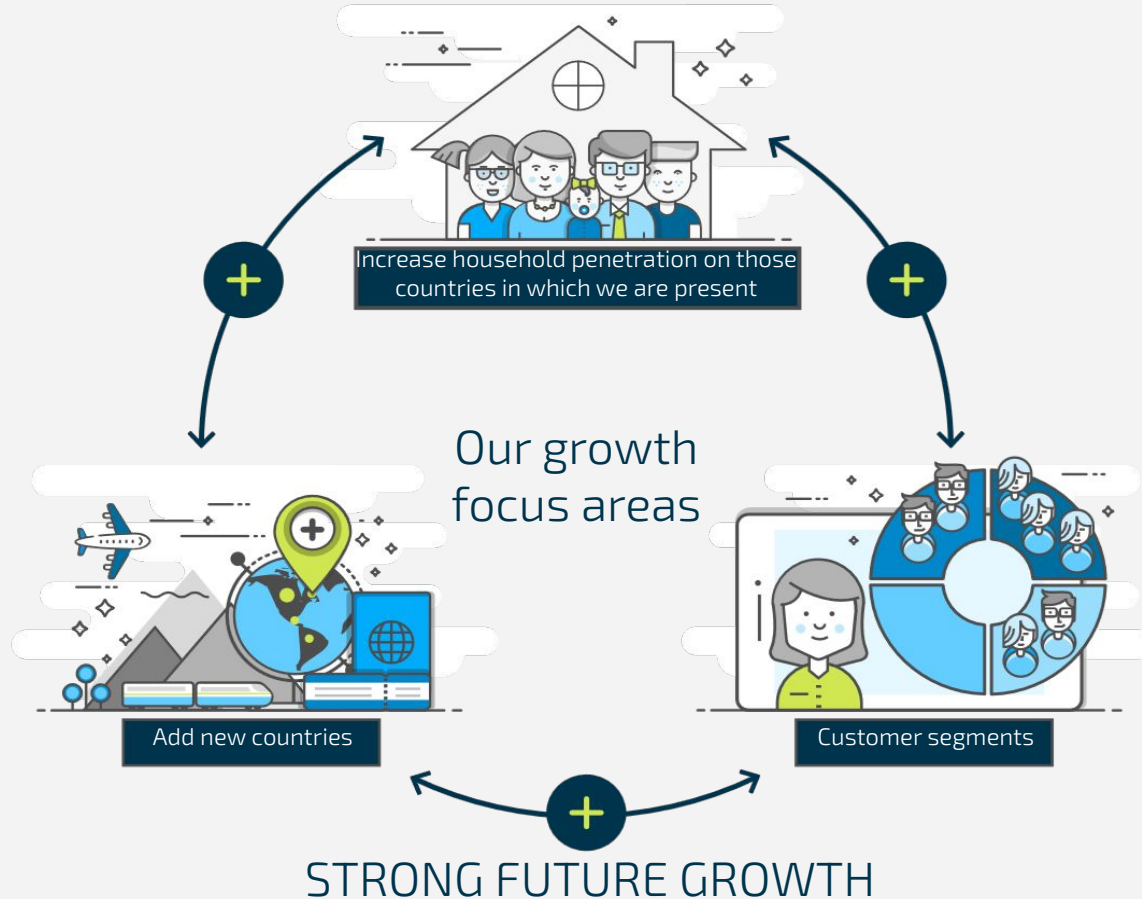 Increase household penetration on those
countries in which we are present
Our growth
focus areas
Add new countries
Customer segments
STRONG FUTURE GROWTH